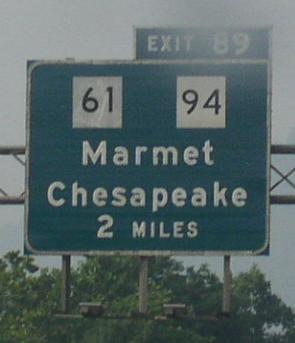 EXIT 89
61 94
Marmet
Chesapeake
2 MILES